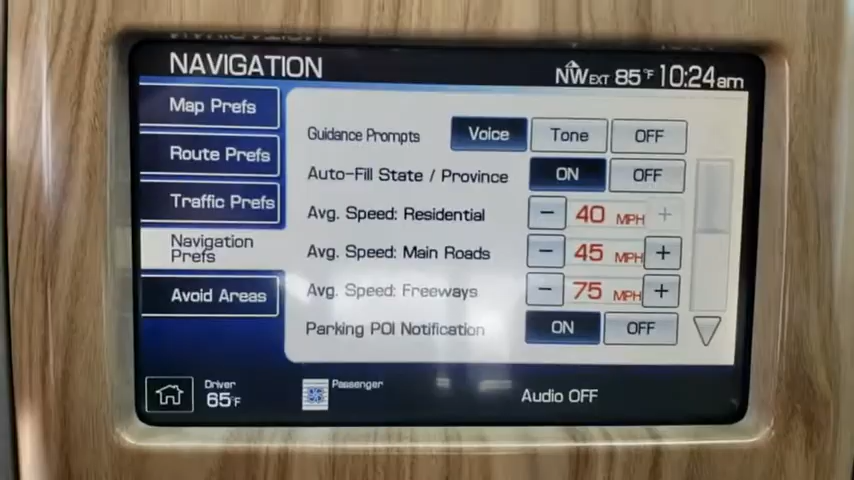 NAVIGATION
NW EXT 85°F 10:24am
Map Prefs
Route Prefs
Traffic Prefs
Navigation
Prefs
Avoid Areas
Guidance Prompts Voice Tone OFF
Auto-Fill State / Province ON OFF
Avg. Speed: Residential − 40 MPH +
Avg. Speed: Main Roads − 45 MPH +
Avg. Speed: Freeways − 75 MPH +
Parking POI Notification ON OFF
Driver
65°F
Passenger
Audio OFF